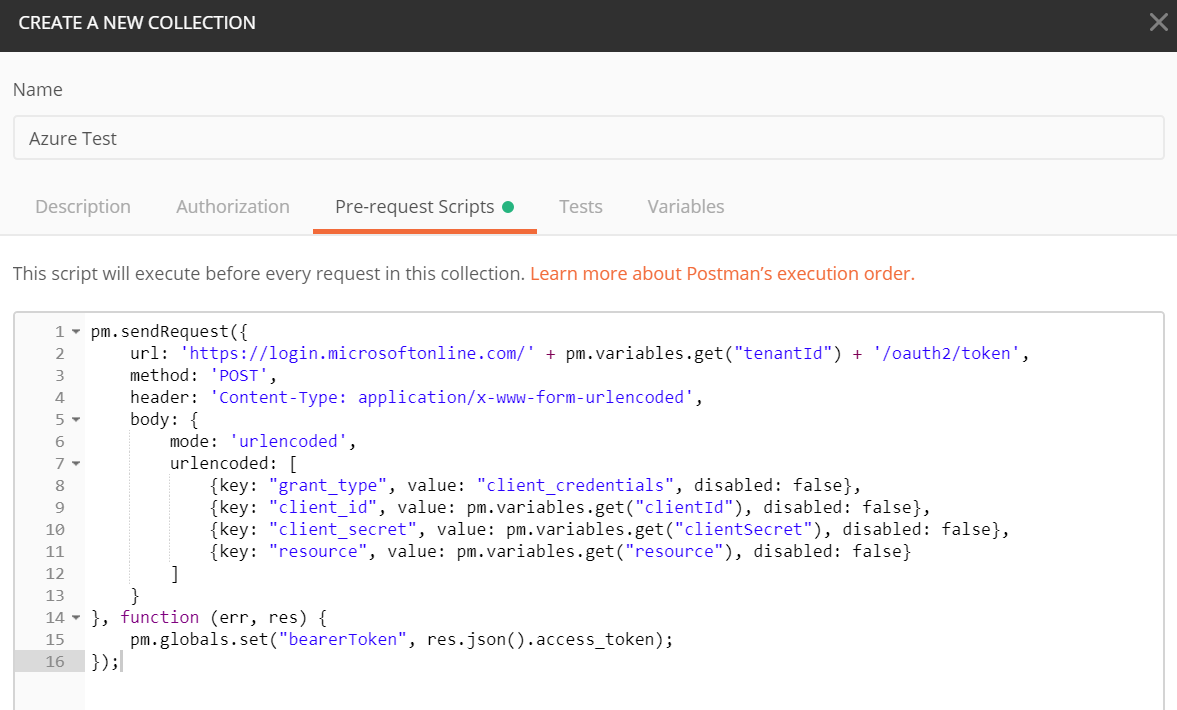 CREATE A NEW COLLECTION
Name
Azure Test
Description Authorization Pre-request Scripts Tests Variables
This script will execute before every request in this collection. Learn more about Postman’s execution order.
1 pm.sendRequest({
2     url: 'https://login.microsoftonline.com/' + pm.variables.get("tenantId") + '/oauth2/token',
3     method: 'POST',
4     header: 'Content-Type: application/x-www-form-urlencoded',
5     body: {
6         mode: 'urlencoded',
7         urlencoded: [
8             {key: "grant_type", value: "client_credentials", disabled: false},
9             {key: "client_id", value: pm.variables.get("clientId"), disabled: false},
10             {key: "client_secret", value: pm.variables.get("clientSecret"), disabled: false},
11             {key: "resource", value: pm.variables.get("resource"), disabled: false}
12         ]
13     }
14 }, function (err, res) {
15     pm.globals.set("bearerToken", res.json().access_token);
16 });